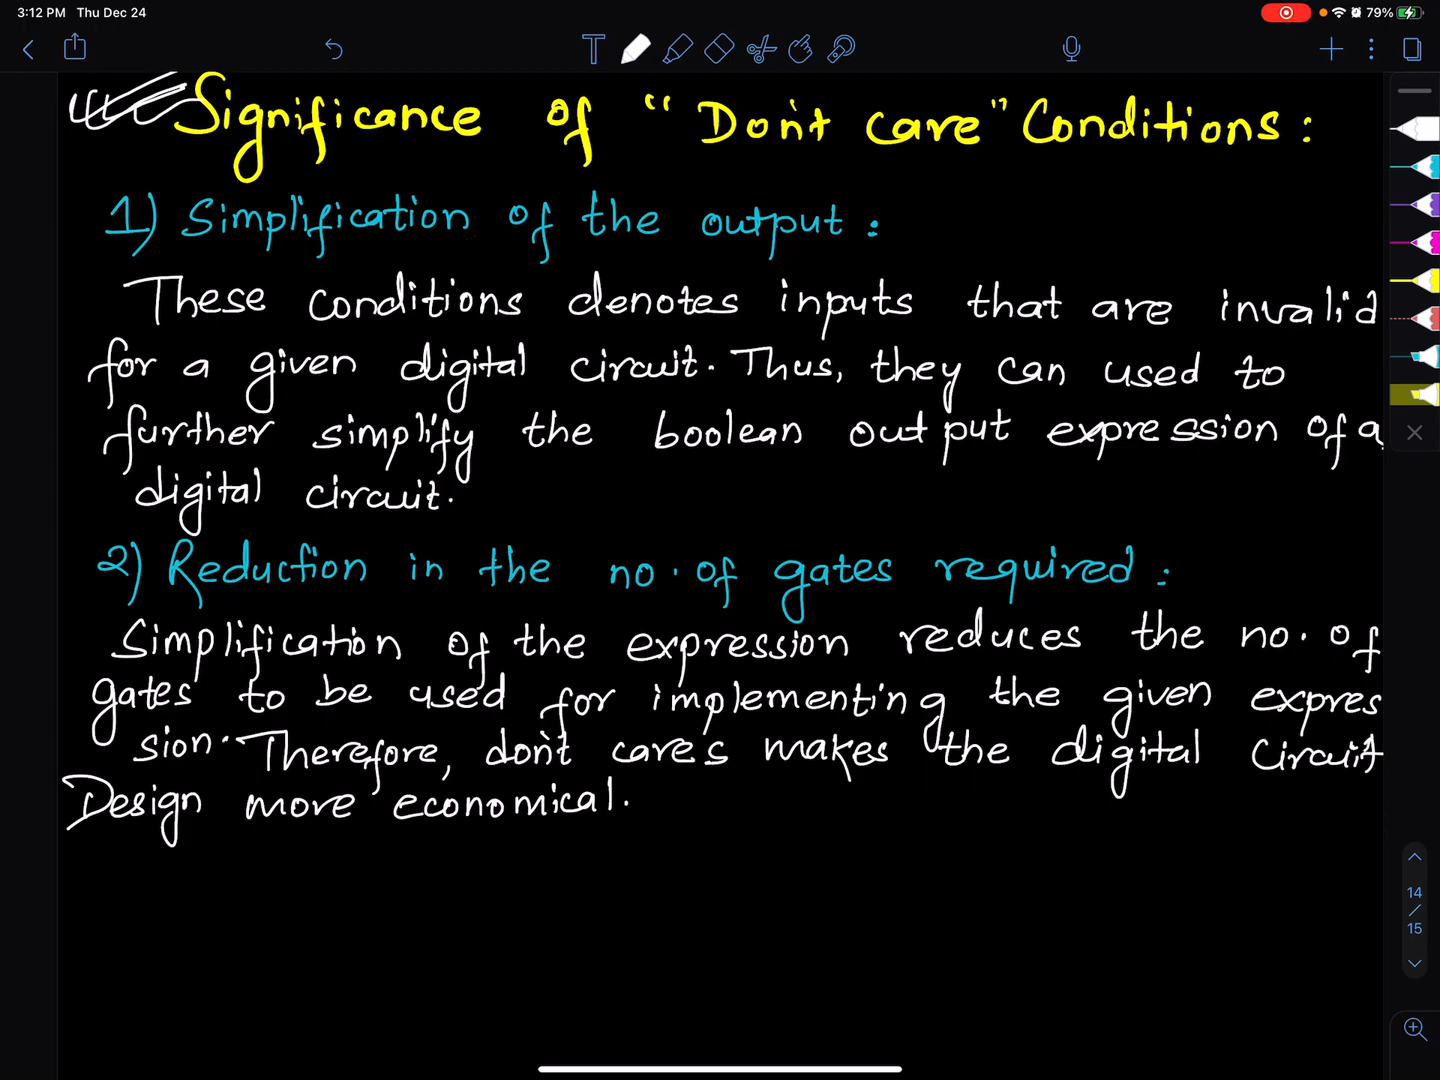 3:12 PM Thu Dec 24
79%
Significance of "Don't care" Conditions:
1) Simplification of the output:
These conditions denotes inputs that are invalid
for a given digital circuit. Thus, they can used to
further simplify the boolean output expression of a
digital circuit.
2) Reduction in the no. of gates required:
Simplification of the expression reduces the no. of
gates to be used for implementing the given expres
sion. Therefore, don't cares makes the digital circuit
Design more economical.
14
/
15